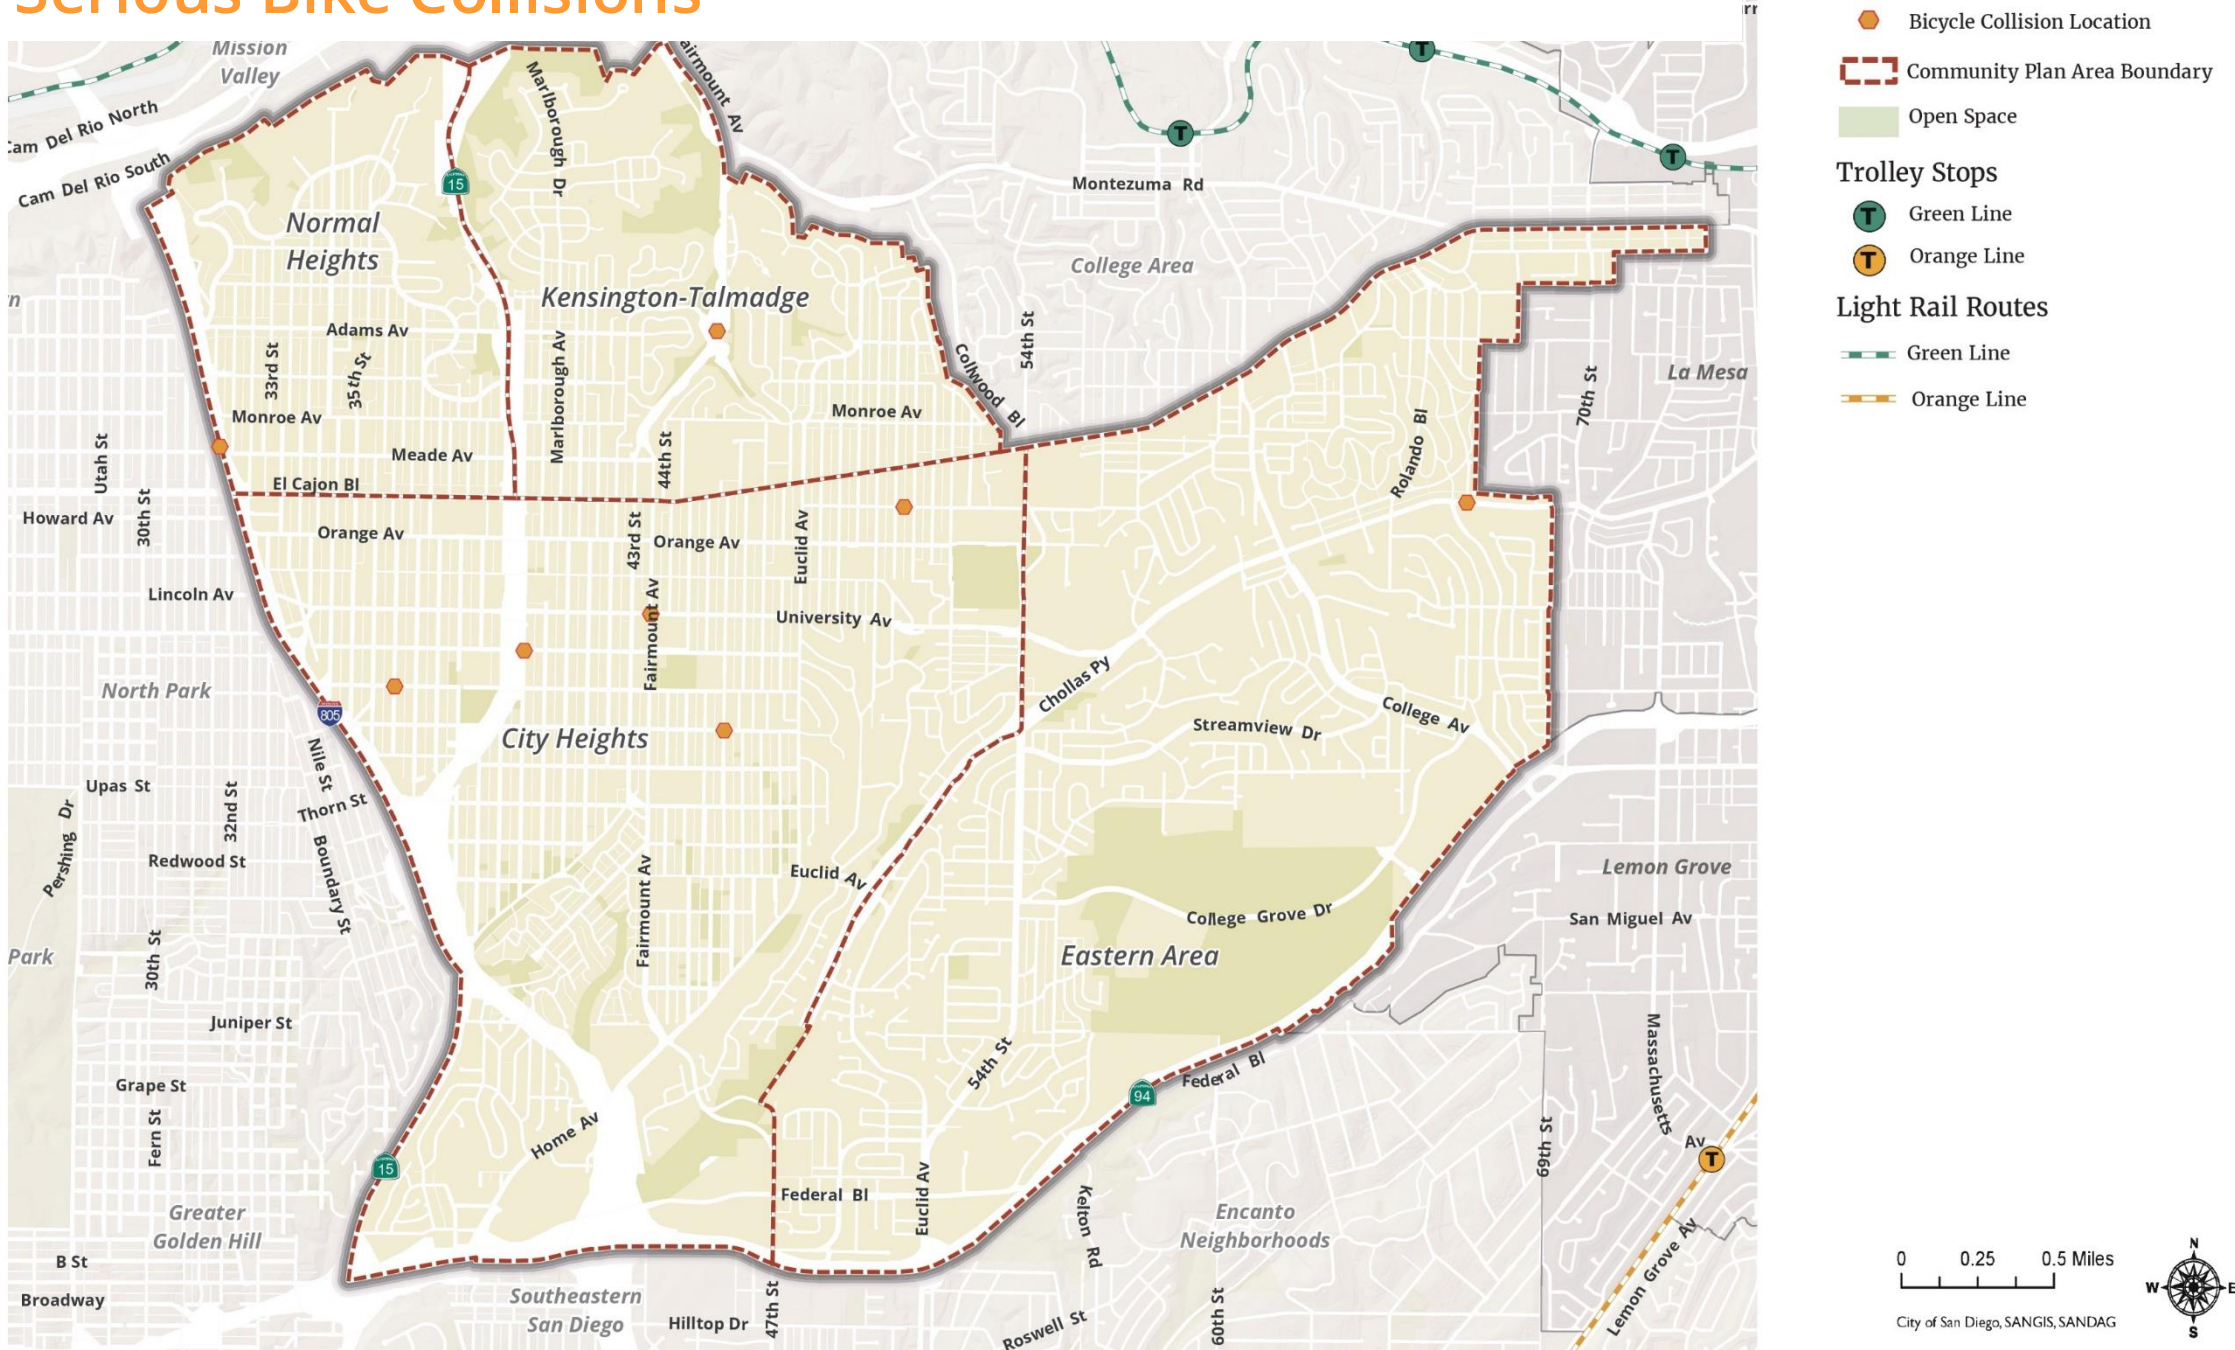 Serious Bike Collisions
Mission
Valley
Cam Del Rio North
Cam Del Rio South
Marlborough Dr
Fairmount Av
15
Normal
Heights
Kensington-Talmadge
Montezuma Rd
College Area
Adams Av
33rd St
35th St
Marlborough Av
54th St
Collwood Bl
Monroe Av
Monroe Av
Meade Av
44th St
El Cajon Bl
Utah St
30th St
Howard Av
Orange Av
43rd St
Orange Av
Euclid Av
Rolando Bl
70th St
La Mesa
Lincoln Av
Fairmount Av
University Av
North Park
805
City Heights
Chollas Py
College Av
Streamview Dr
Nile St
Upas St
Thorn St
32nd St
Pershing Dr
Boundary St
Redwood St
Euclid Av
Fairmount Av
Lemon Grove
College Grove Dr
San Miguel Av
Park
30th St
Eastern Area
Juniper St
54th St
Massachusetts
Av
Grape St
Fern St
Home Av
94
Federal Bl
69th St
15
Federal Bl
Euclid Av
Kelton Rd
Greater
Golden Hill
Encanto
Neighborhoods
B St
Broadway
Southeastern
San Diego
Hilltop Dr
47th St
Roswell St
60th St
Lemon Grove Av
Bicycle Collision Location
Community Plan Area Boundary
Open Space
Trolley Stops
T Green Line
T Orange Line
Light Rail Routes
Green Line
Orange Line
T
T
T
T
0 0.25 0.5 Miles
City of San Diego, SANGIS, SANDAG
N
W E
S